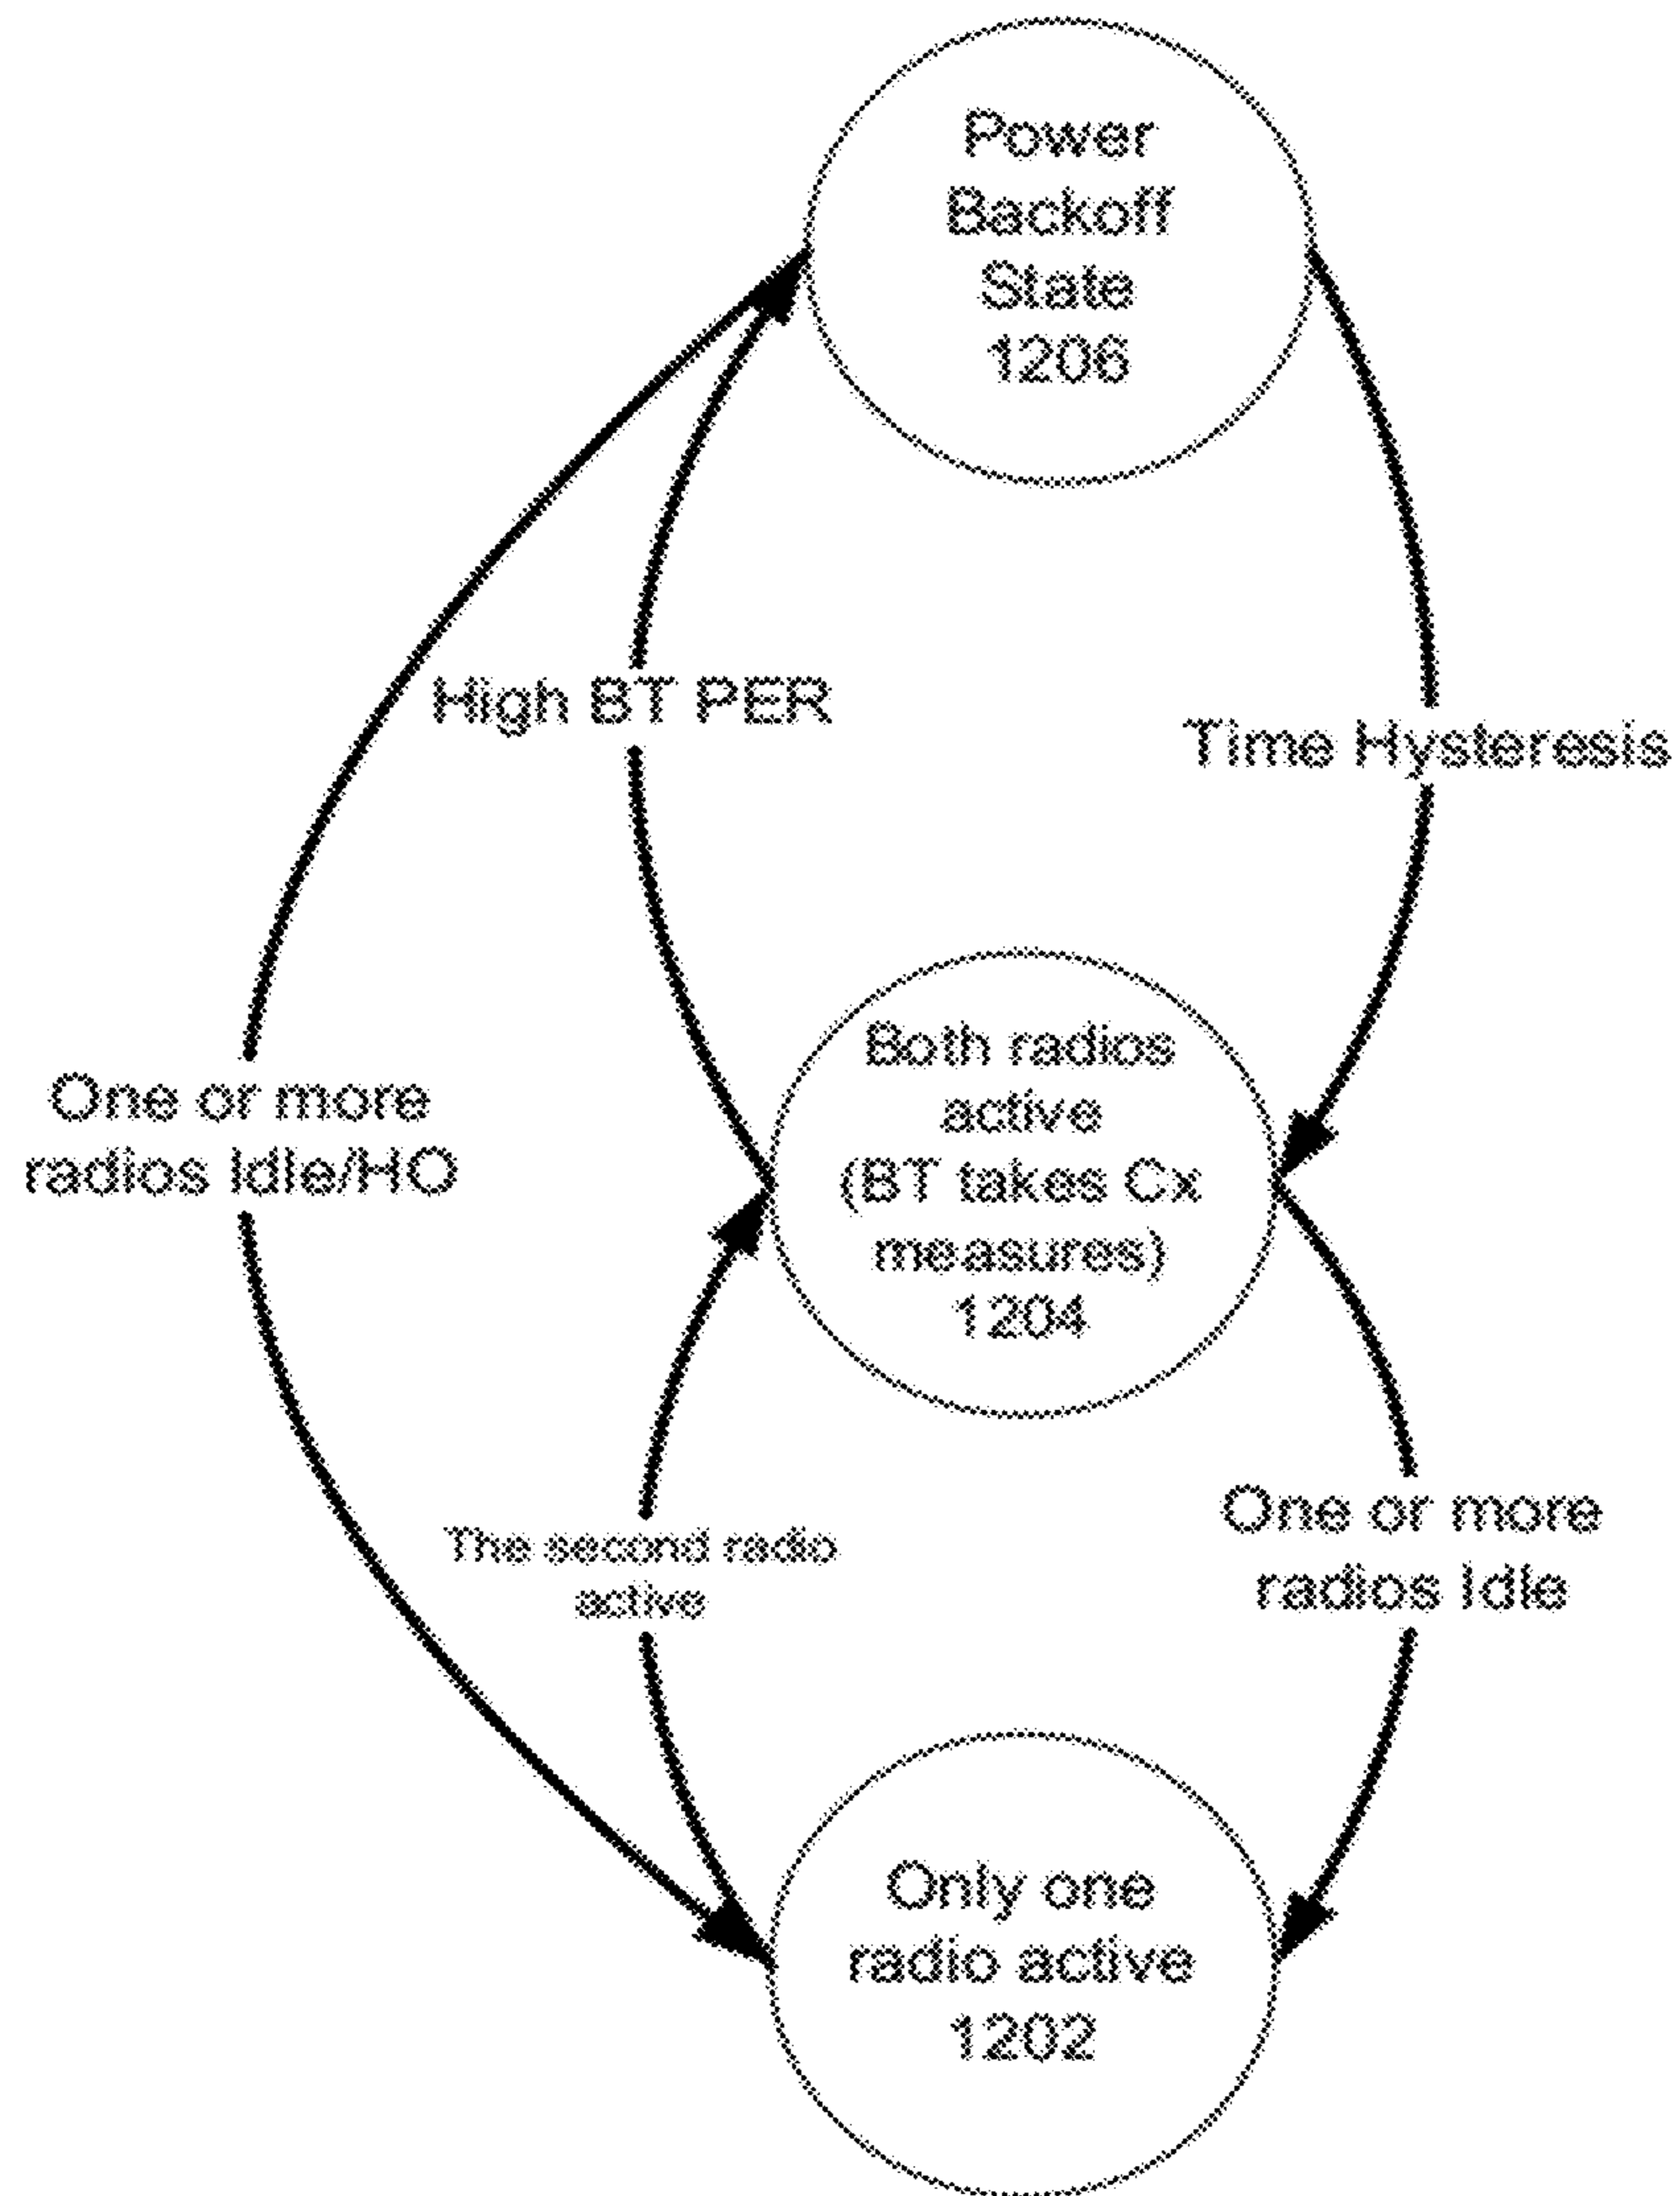 Power
Backoff
State
1206
High BT PER
Time Hysteresis
Both radios
active
(BT takes Cx
measures)
1204
One or more
radios Idle/HO
The second radio
active
One or more
radios Idle
Only one
radio active
1202